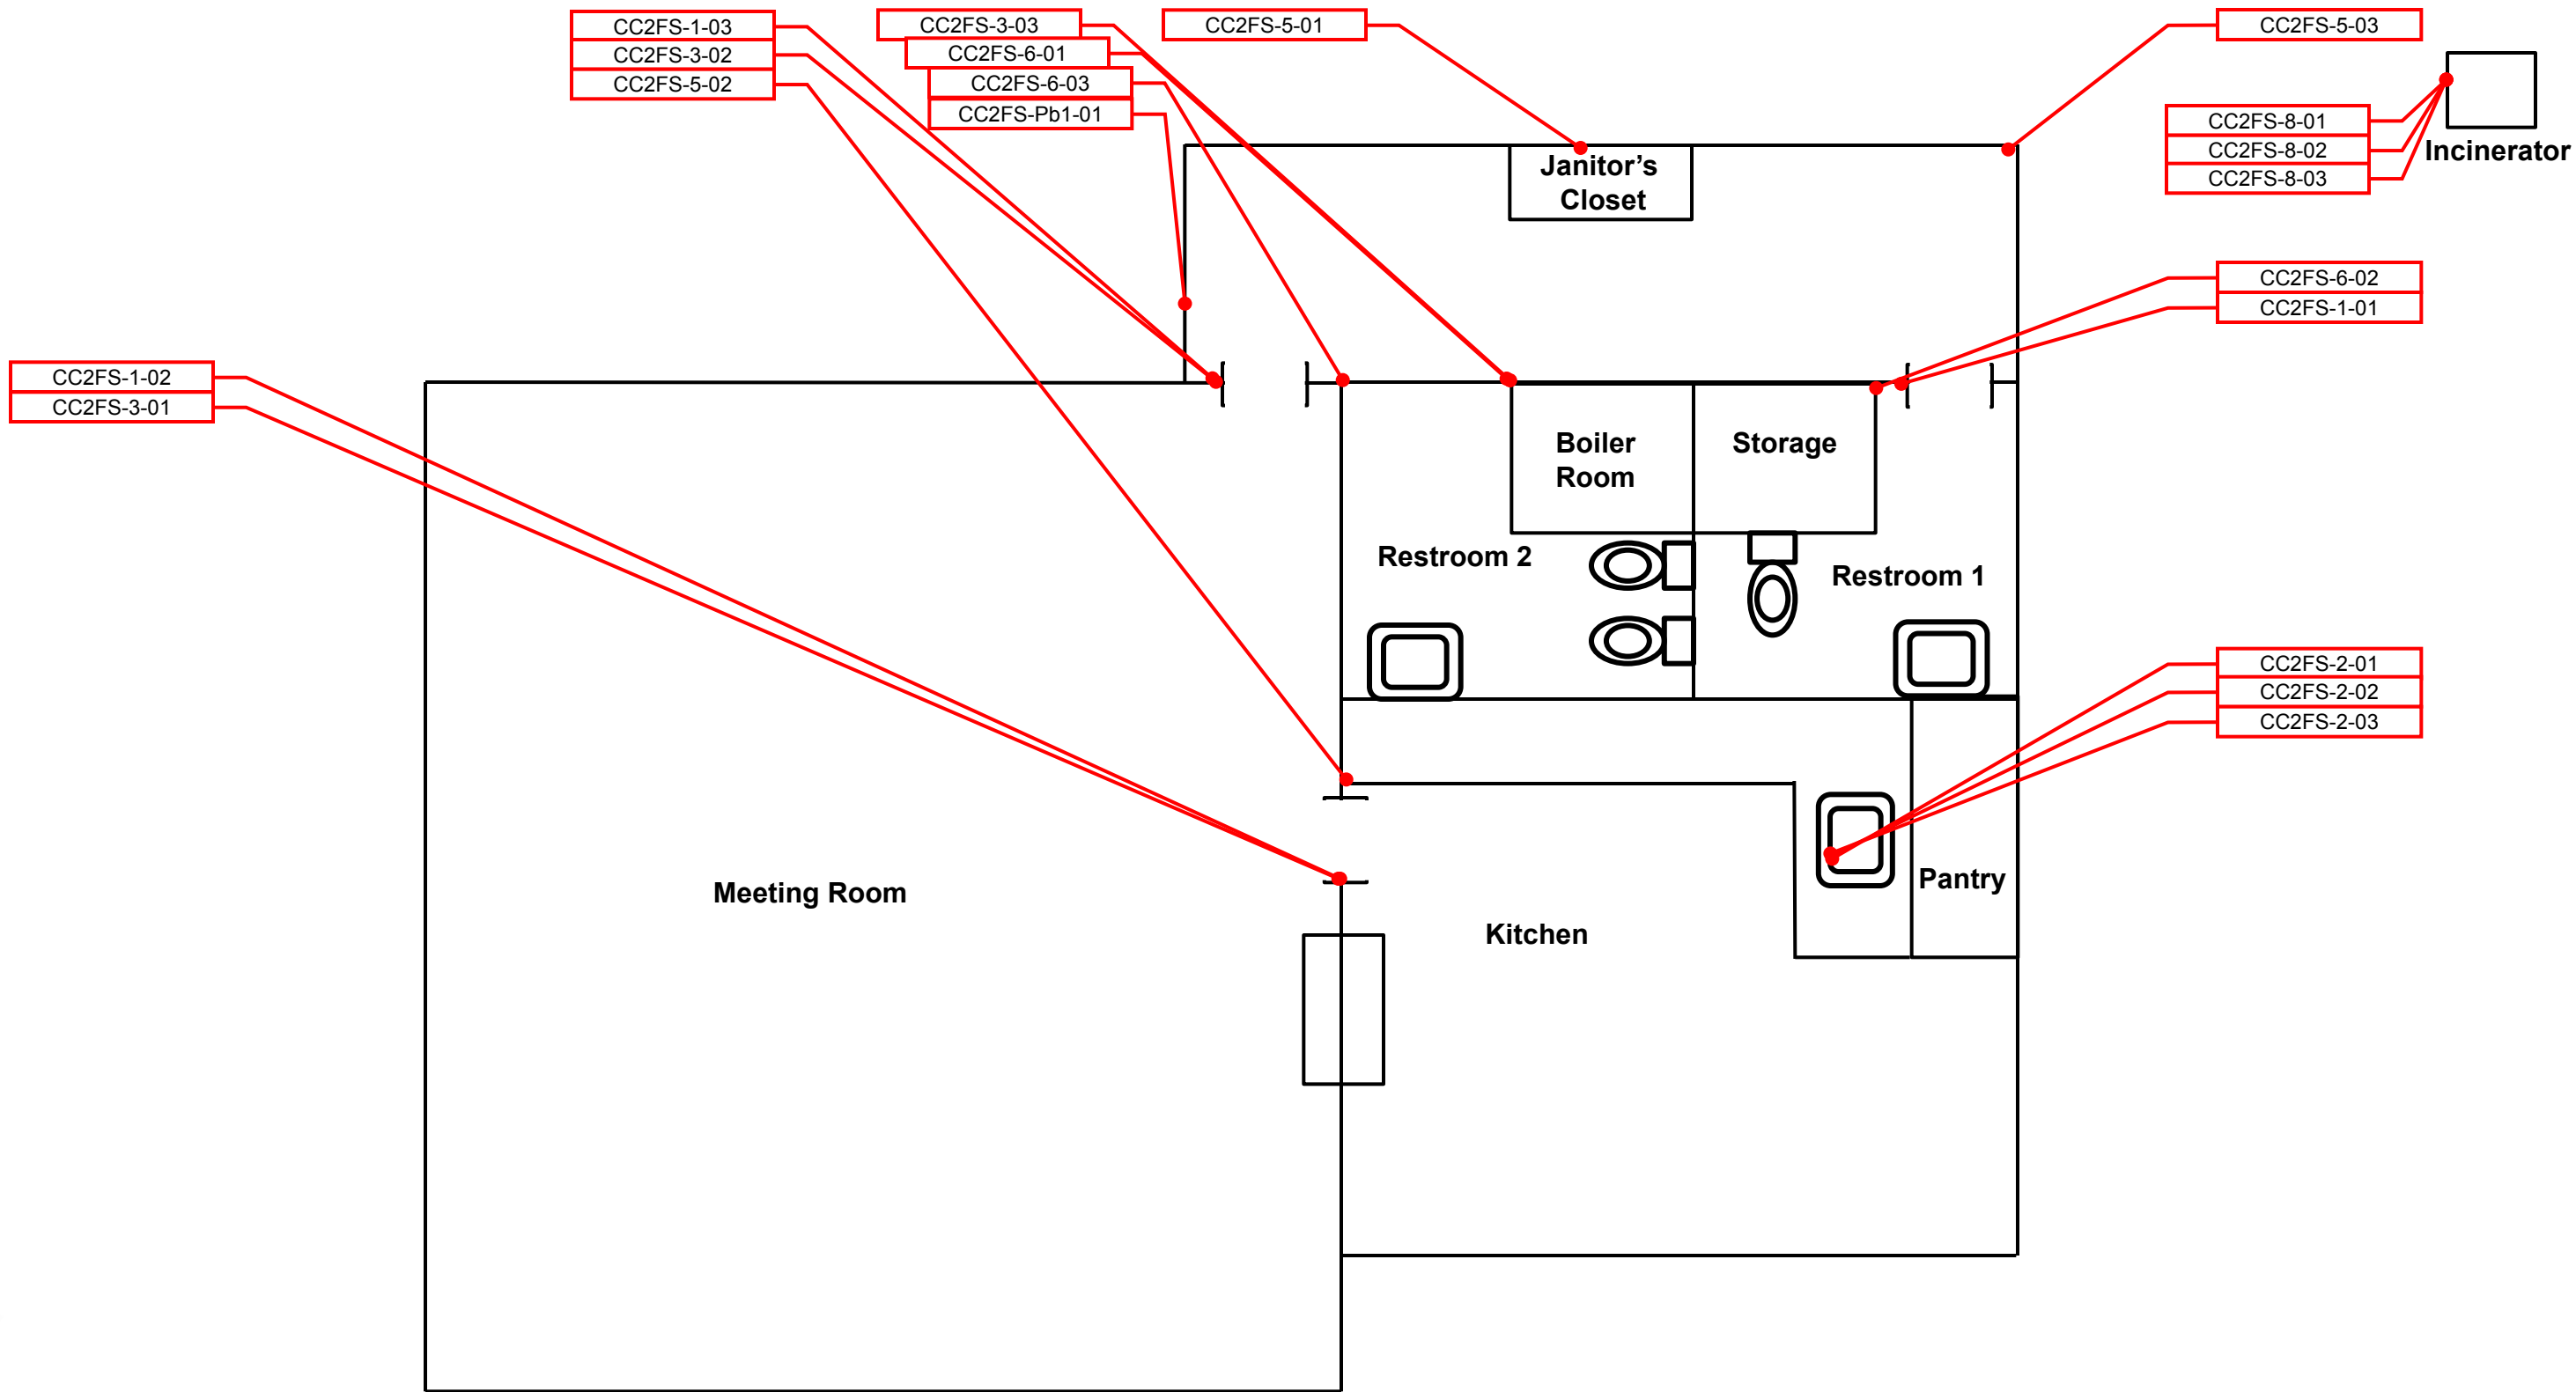 CC2FS-1-03
CC2FS-3-02
CC2FS-5-02
CC2FS-3-03
CC2FS-6-01
CC2FS-6-03
CC2FS-Pb1-01
CC2FS-5-01
CC2FS-5-03
CC2FS-8-01
CC2FS-8-02
CC2FS-8-03
Incinerator
Janitor’s
Closet
CC2FS-6-02
CC2FS-1-01
CC2FS-1-02
CC2FS-3-01
Boiler
Room
Storage
Restroom 2
Restroom 1
CC2FS-2-01
CC2FS-2-02
CC2FS-2-03
Meeting Room
Pantry
Kitchen